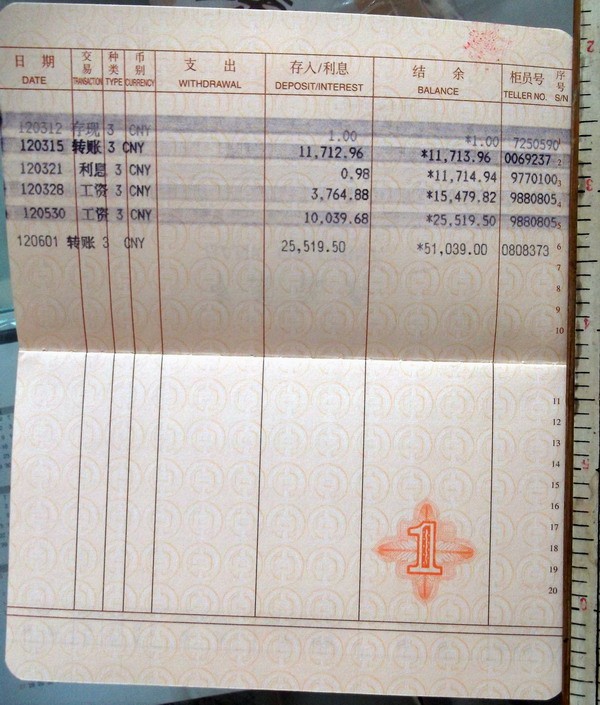 日 期 交易 种类 币别 支 出 存入/利息 结 余 柜员号 序号
DATE TRANSACTION TYPE CURRENCY WITHDRAWAL DEPOSIT/INTEREST BALANCE TELLER NO. S/N
120312 存现 3 CNY 1.00 *1.00 7250590
120315 转账 3 CNY 11,712.96 *11,713.96 0069237 2
120321 利息 3 CNY 0.98 *11,714.94 9770100 3
120328 工资 3 CNY 3,764.88 *15,479.82 9880805 4
120530 工资 3 CNY 10,039.68 *25,519.50 9880805 5
120601 转账 3 CNY 25,519.50 *51,039.00 0808373 6
7
8
9
10
11
12
13
14
15
16
17
18
19
20
1
2
3
4
5